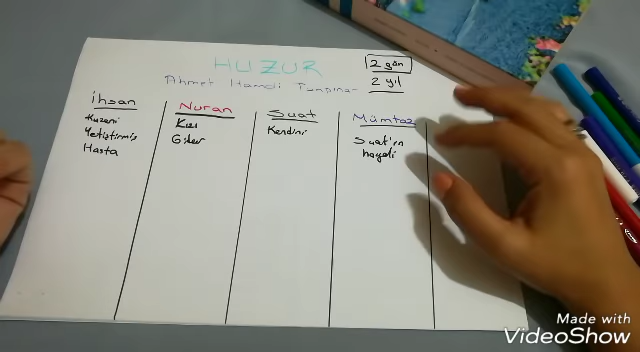 HUZUR
2 gün
Ahmet Hamdi Tanpınar
2 yıl
İhsan
Kuzeni
Yetiştirmiş
Hasta
Nuran
Kızı
Gider
Suat
Kendini
Mümtaz
Suat'ın
hayali
Made with
VideoShow